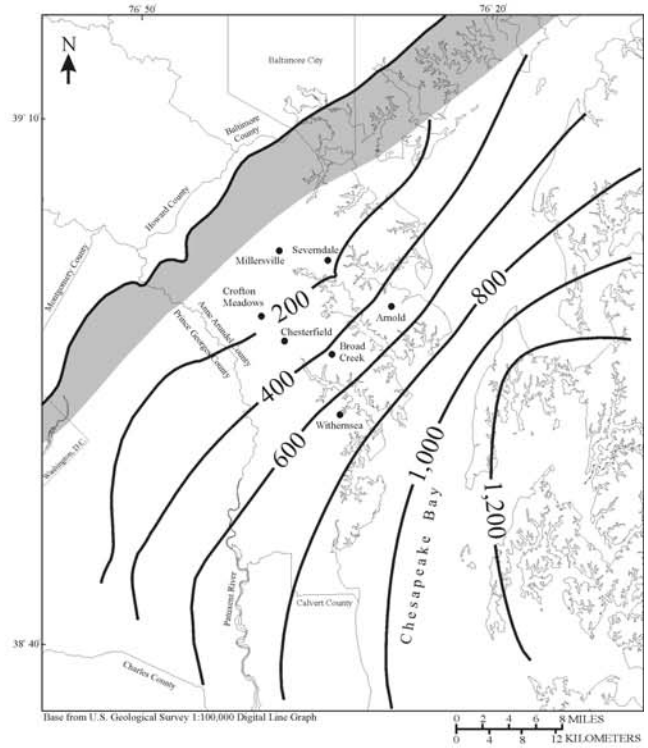 76° 50'
76° 20'
N
Baltimore City
39° 10'
Baltimore
County
Howard County
Montgomery County
Millersville
Severndale
Crofton
Meadows
200
800
Anne Arundel County
Prince Georges County
Chesterfield
Arnold
Broad
Creek
400
600
Withernsea
Washington, D.C.
1,000
1,200
Chesapeake Bay
Patuxent River
Calvert County
38° 40'
Charles County
Base from U.S. Geological Survey 1:100,000 Digital Line Graph
0 2 4 6 8 MILES
0 4 8 12 KILOMETERS